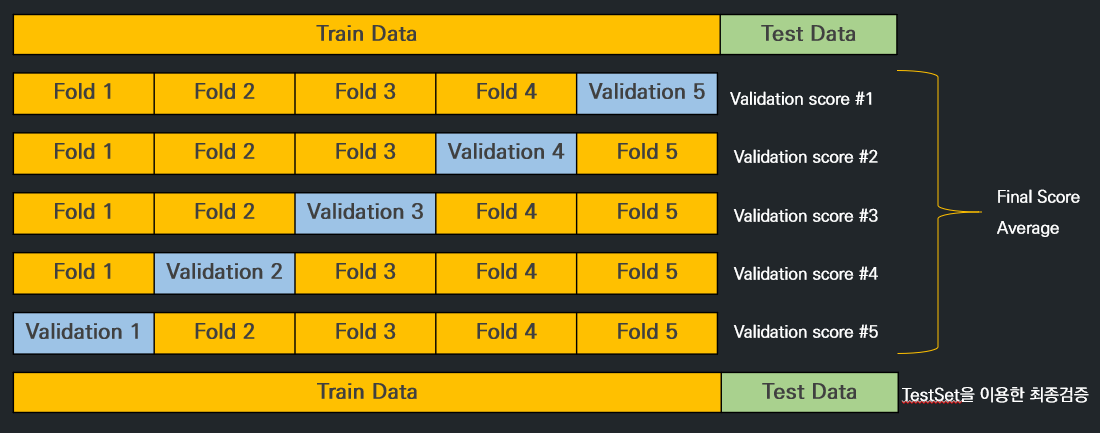 Train Data Test Data
Fold 1 Fold 2 Fold 3 Fold 4 Validation 5 Validation score #1
Fold 1 Fold 2 Fold 3 Validation 4 Fold 5 Validation score #2
Fold 1 Fold 2 Validation 3 Fold 4 Fold 5 Validation score #3
Fold 1 Validation 2 Fold 3 Fold 4 Fold 5 Validation score #4
Validation 1 Fold 2 Fold 3 Fold 4 Fold 5 Validation score #5
Final Score
Average
Train Data Test Data TestSet을 이용한 최종검증